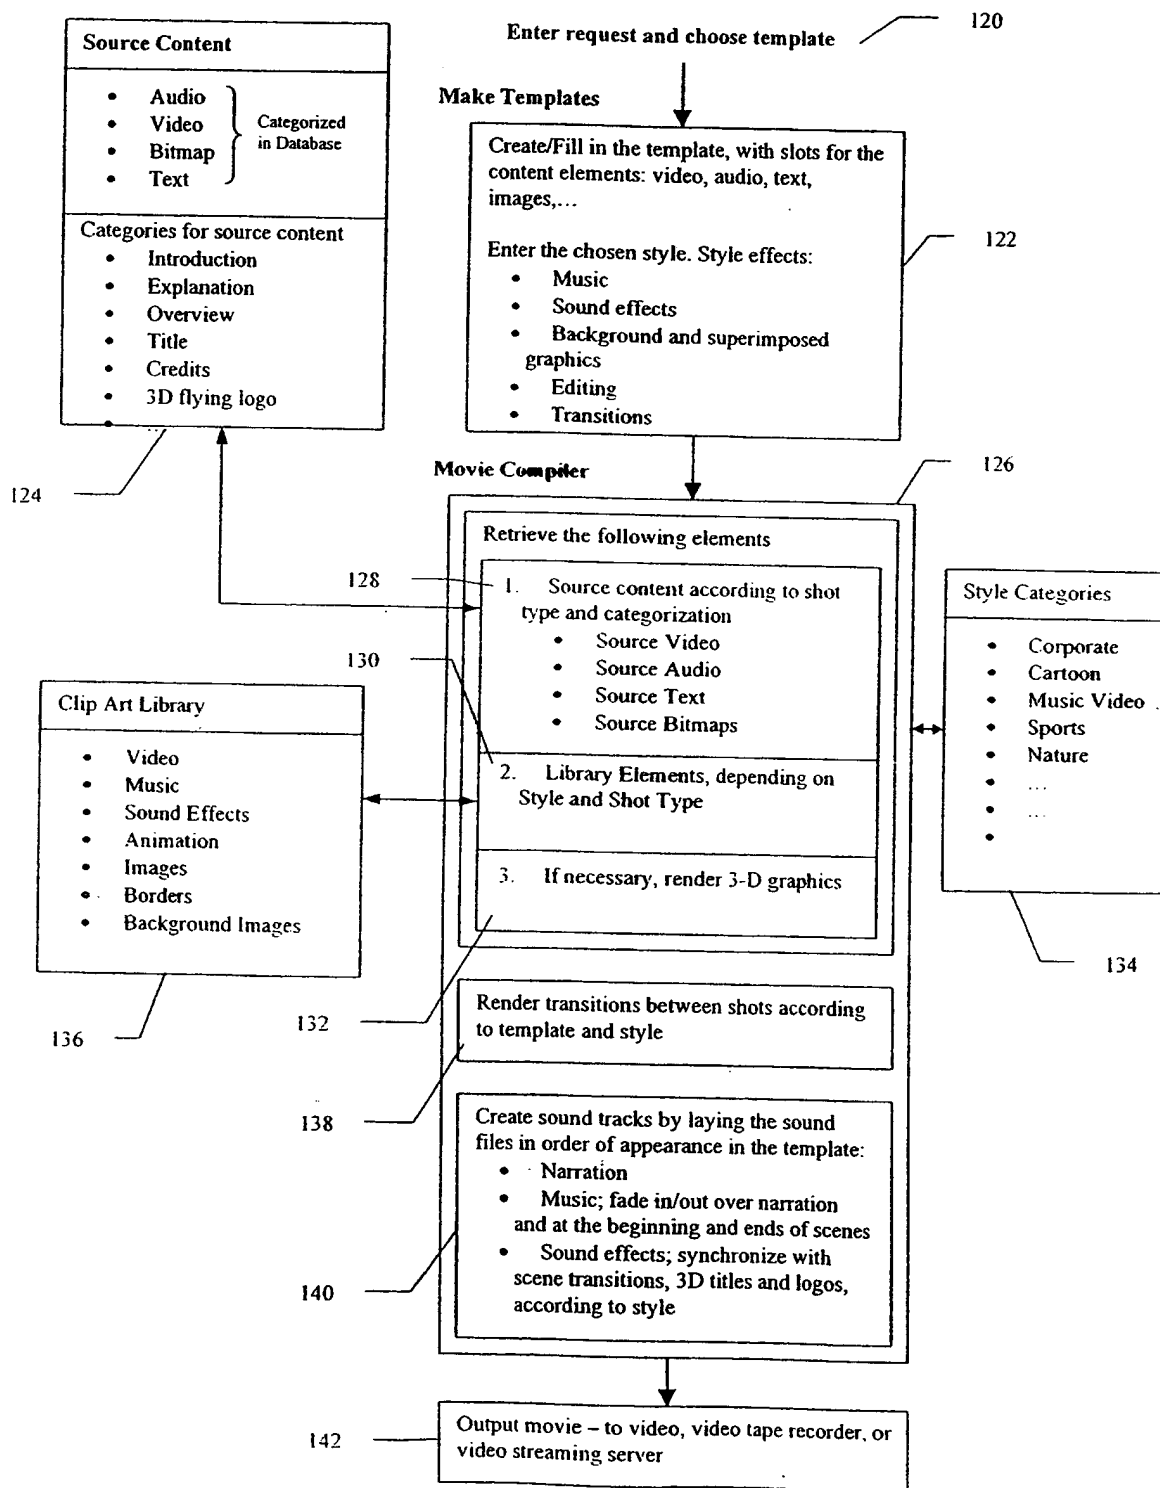 120
Enter request and choose template
Source Content
• Audio
• Video
• Bitmap
• Text
Categorized
in Database
Categories for source content
• Introduction
• Explanation
• Overview
• Title
• Credits
• 3D flying logo
• ...
124
Make Templates
Create/Fill in the template, with slots for the
content elements: video, audio, text,
images,...
Enter the chosen style. Style effects:
• Music
• Sound effects
• Background and superimposed
graphics
• Editing
• Transitions
122
Movie Compiler
126
Retrieve the following elements
128
1. Source content according to shot
type and categorization
• Source Video
• Source Audio
• Source Text
• Source Bitmaps
130
2. Library Elements, depending on
Style and Shot Type
3. If necessary, render 3-D graphics
132
Style Categories
• Corporate
• Cartoon
• Music Video
• Sports
• Nature
• ...
• ...
•
134
Clip Art Library
• Video
• Music
• Sound Effects
• Animation
• Images
• Borders
• Background Images
136
Render transitions between shots according
to template and style
138
Create sound tracks by laying the sound
files in order of appearance in the template:
• Narration
• Music; fade in/out over narration
and at the beginning and ends of scenes
• Sound effects; synchronize with
scene transitions, 3D titles and logos,
according to style
140
Output movie – to video, video tape recorder, or
video streaming server
142